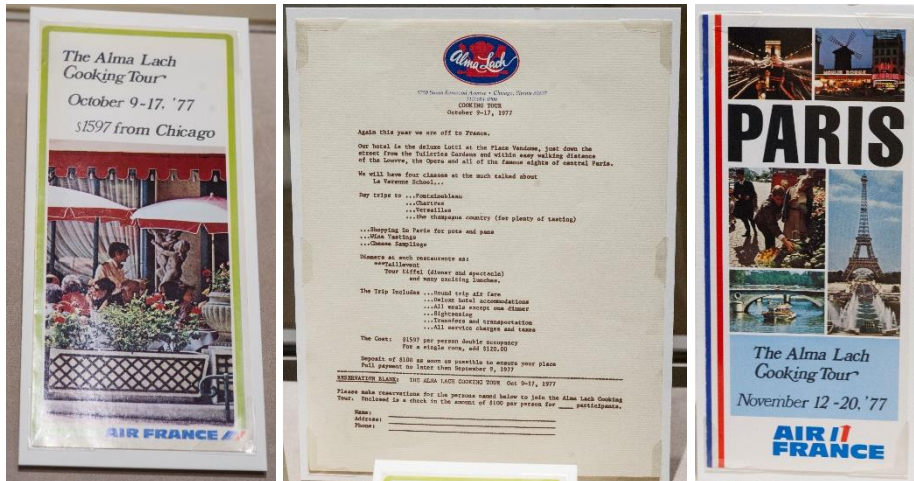 The Alma Lach
Cooking Tour
October 9-17, '77
$1597 from Chicago
AIR FRANCE
Alma Lach
Chicago, Illinois 60637
COOKING TOUR
October 9-17, 1977
Again this year we are off to France.
Our hotel is the deluxe Lotti at the Place Vendome, just down the
street from the Tuileries Gardens and within easy walking distance
of the Louvre, the Opera and all of the famous sights of central Paris.
We will have four classes at the much talked about
La Varenne School...
Day trips to ...Fontainbleau
...Chartres
...Versailles
...the champagne country (for plenty of tasting)
...Shopping in Paris for pots and pans
...Wine Tastings
...Cheese Samplings
Dinners at such restaurants as:
***Taillevent
Tour Eiffel (dinner and spectacle)
and many exciting lunches.
The Trip Includes ...Round trip air fare
...Deluxe hotel accommodations
...All meals except one dinner
...Sightseeing
...Transfers and transportation
...All service charges and taxes
The Cost: $1597 per person double occupancy
For a single room, add $120.00
Deposit of $100 as soon as possible to ensure your place
Full payment no later than September 9, 1977
RESERVATION BLANK: THE ALMA LACH COOKING TOUR Oct 9-17, 1977
Please make reservations for the persons named below to join the Alma Lach Cooking
Tour. Enclosed is a check in the amount of $100 per person for ____ participants.
Name:
Address:
Phone:
MOULIN ROUGE
PARIS
The Alma Lach
Cooking Tour
November 12-20, '77
AIR FRANCE